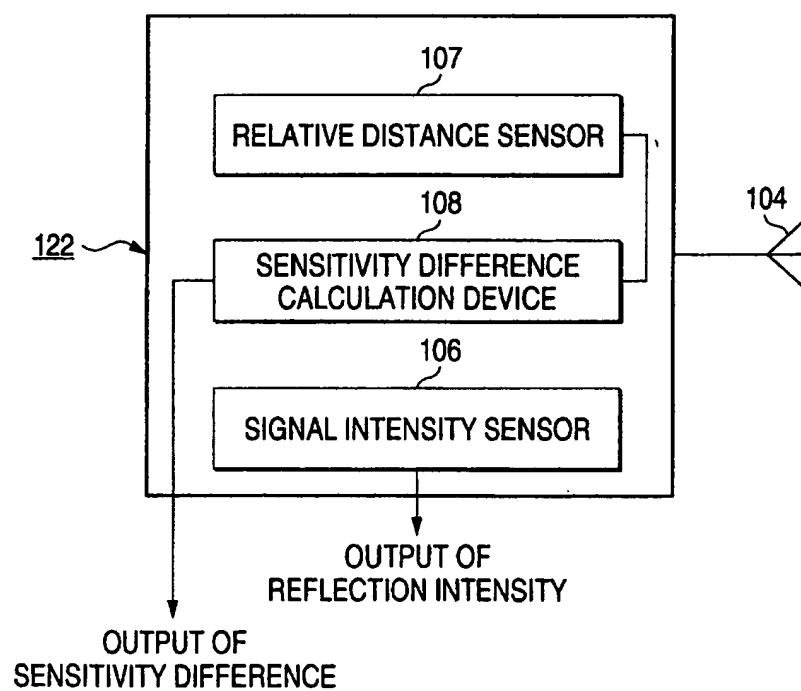 107
RELATIVE DISTANCE SENSOR
104
108
122
SENSITIVITY DIFFERENCE
CALCULATION DEVICE
106
SIGNAL INTENSITY SENSOR
OUTPUT OF
REFLECTION INTENSITY
OUTPUT OF
SENSITIVITY DIFFERENCE